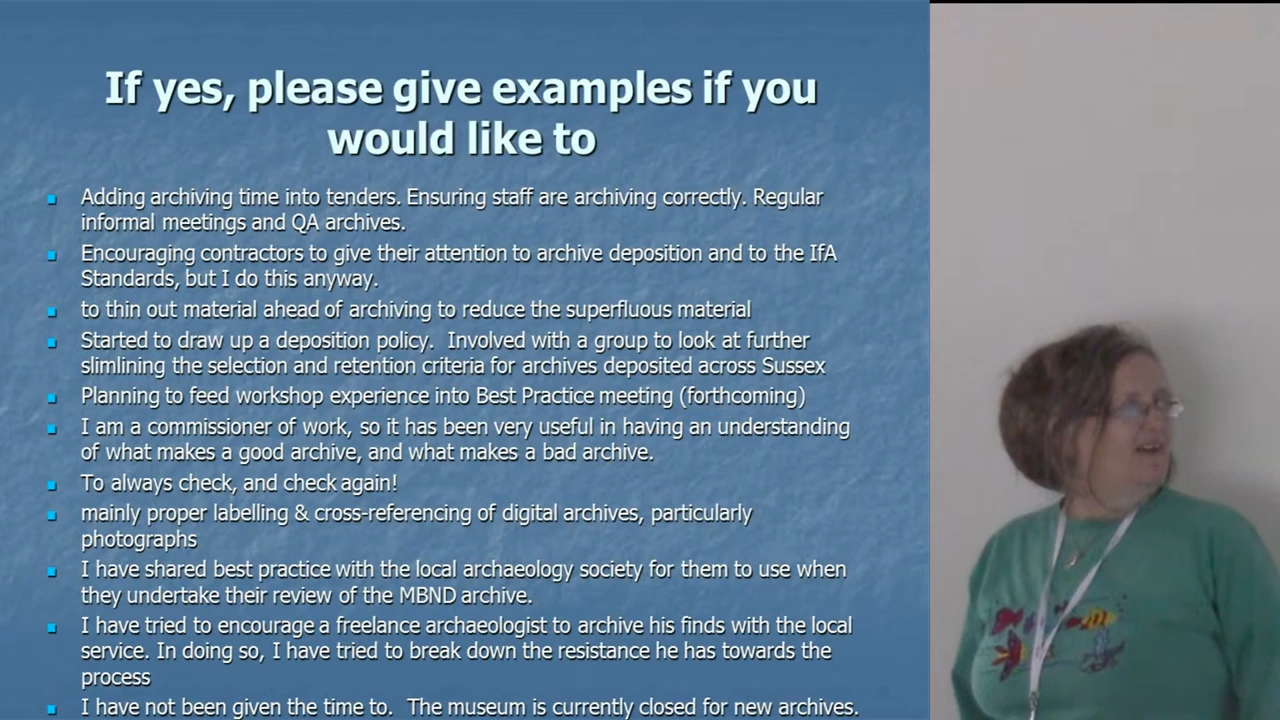 If yes, please give examples if you
would like to
Adding archiving time into tenders. Ensuring staff are archiving correctly. Regular
informal meetings and QA archives.
Encouraging contractors to give their attention to archive deposition and to the IfA
Standards, but I do this anyway.
to thin out material ahead of archiving to reduce the superfluous material
Started to draw up a deposition policy.  Involved with a group to look at further
slimlining the selection and retention criteria for archives deposited across Sussex
Planning to feed workshop experience into Best Practice meeting (forthcoming)
I am a commissioner of work, so it has been very useful in having an understanding
of what makes a good archive, and what makes a bad archive.
To always check, and check again!
mainly proper labelling & cross-referencing of digital archives, particularly
photographs
I have shared best practice with the local archaeology society for them to use when
they undertake their review of the MBND archive.
I have tried to encourage a freelance archaeologist to archive his finds with the local
service. In doing so, I have tried to break down the resistance he has towards the
process
I have not been given the time to.  The museum is currently closed for new archives.